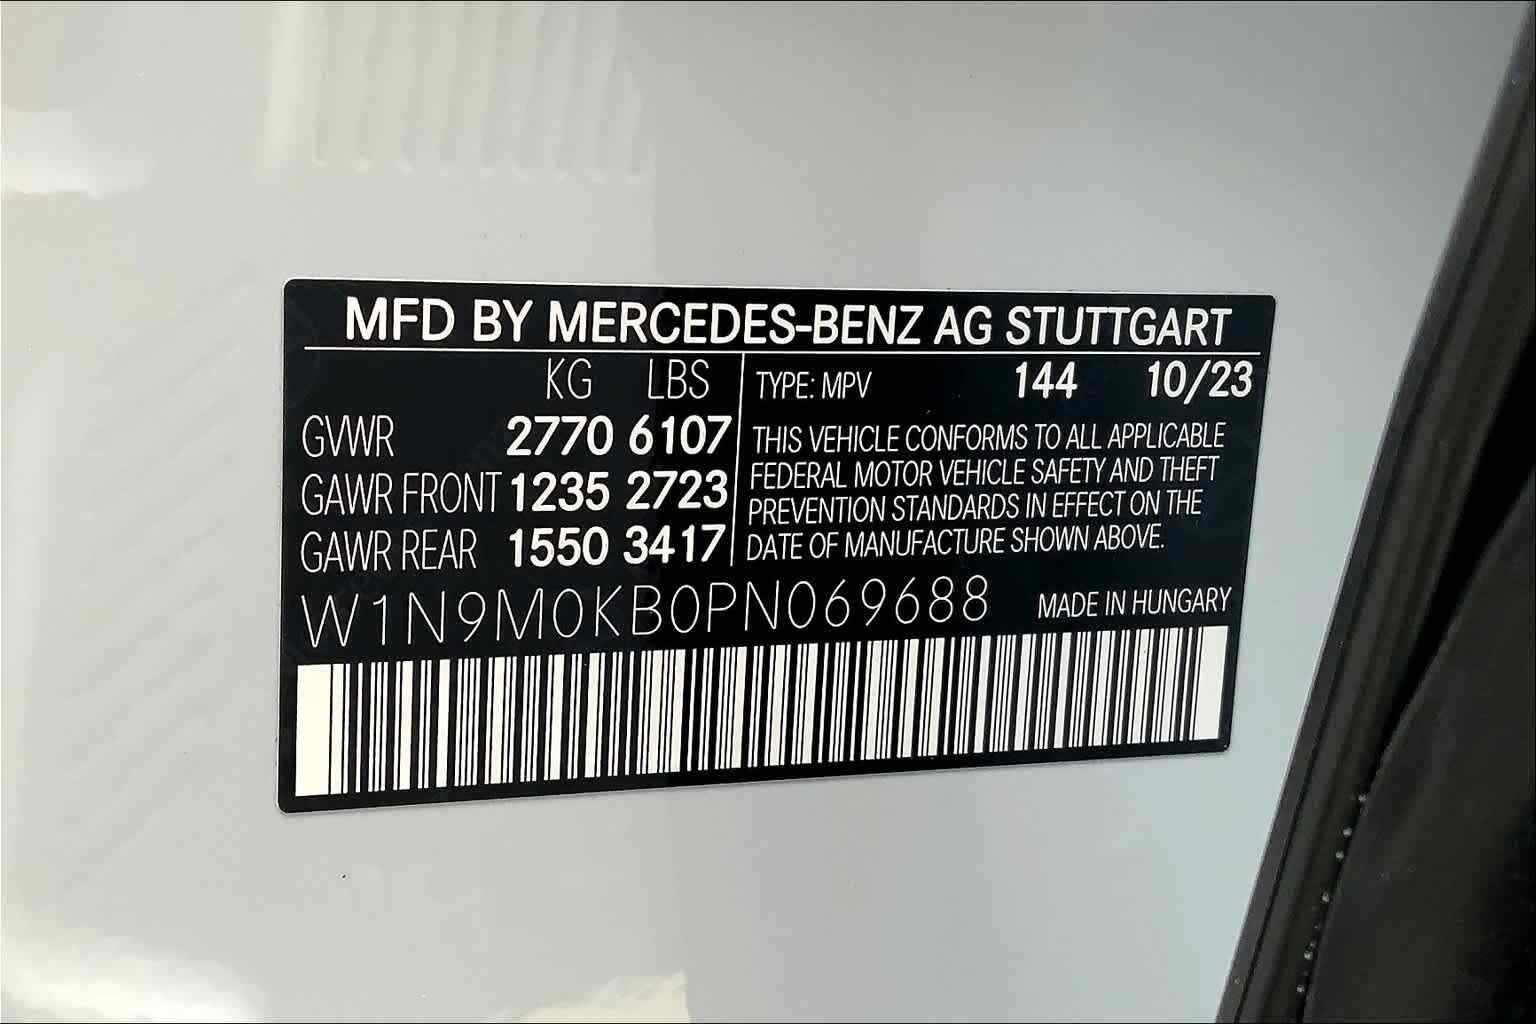 MFD BY MERCEDES-BENZ AG STUTTGART
KG LBS
GVWR 2770 6107
GAWR FRONT 1235 2723
GAWR REAR 1550 3417
TYPE: MPV 144 10/23
THIS VEHICLE CONFORMS TO ALL APPLICABLE
FEDERAL MOTOR VEHICLE SAFETY AND THEFT
PREVENTION STANDARDS IN EFFECT ON THE
DATE OF MANUFACTURE SHOWN ABOVE.
W1N9M0KB0PN069688 MADE IN HUNGARY